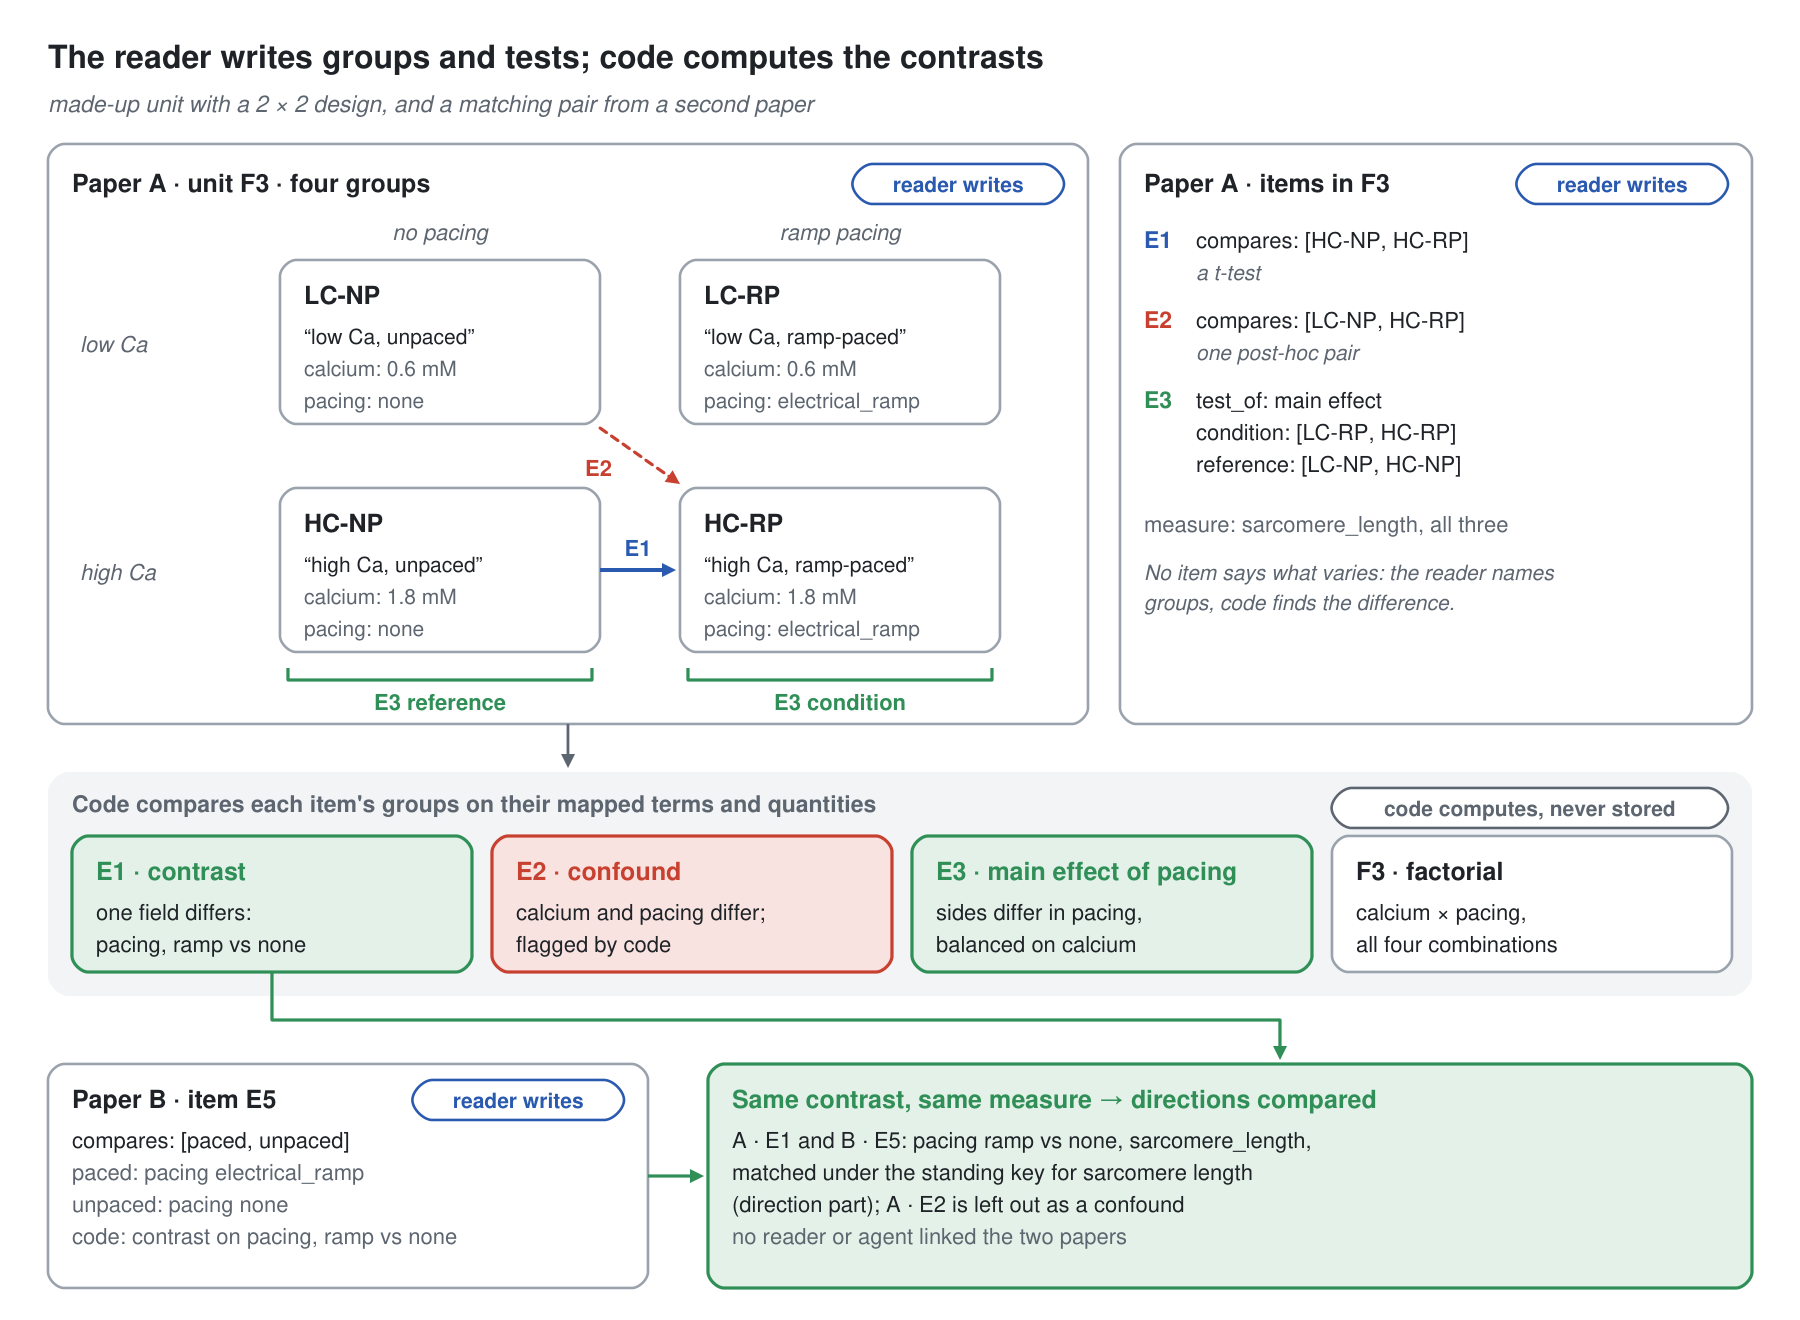 The reader writes groups and tests; code computes the contrasts
made-up unit with a 2 × 2 design, and a matching pair from a second paper
Paper A · unit F3 · four groups
reader writes
no pacing
ramp pacing
low Ca
LC-NP
“low Ca, unpaced”
calcium: 0.6 mM
pacing: none
LC-RP
“low Ca, ramp-paced”
calcium: 0.6 mM
pacing: electrical_ramp
E2
high Ca
HC-NP
“high Ca, unpaced”
calcium: 1.8 mM
pacing: none
E1
HC-RP
“high Ca, ramp-paced”
calcium: 1.8 mM
pacing: electrical_ramp
E3 reference
E3 condition
Paper A · items in F3
reader writes
E1 compares: [HC-NP, HC-RP]
a t-test
E2 compares: [LC-NP, HC-RP]
one post-hoc pair
E3 test_of: main effect
condition: [LC-RP, HC-RP]
reference: [LC-NP, HC-NP]
measure: sarcomere_length, all three
No item says what varies: the reader names
groups, code finds the difference.
Code compares each item's groups on their mapped terms and quantities
code computes, never stored
E1 · contrast
one field differs:
pacing, ramp vs none
E2 · confound
calcium and pacing differ;
flagged by code
E3 · main effect of pacing
sides differ in pacing,
balanced on calcium
F3 · factorial
calcium × pacing,
all four combinations
Paper B · item E5
reader writes
compares: [paced, unpaced]
paced: pacing electrical_ramp
unpaced: pacing none
code: contrast on pacing, ramp vs none
Same contrast, same measure → directions compared
A · E1 and B · E5: pacing ramp vs none, sarcomere_length,
matched under the standing key for sarcomere length
(direction part); A · E2 is left out as a confound
no reader or agent linked the two papers